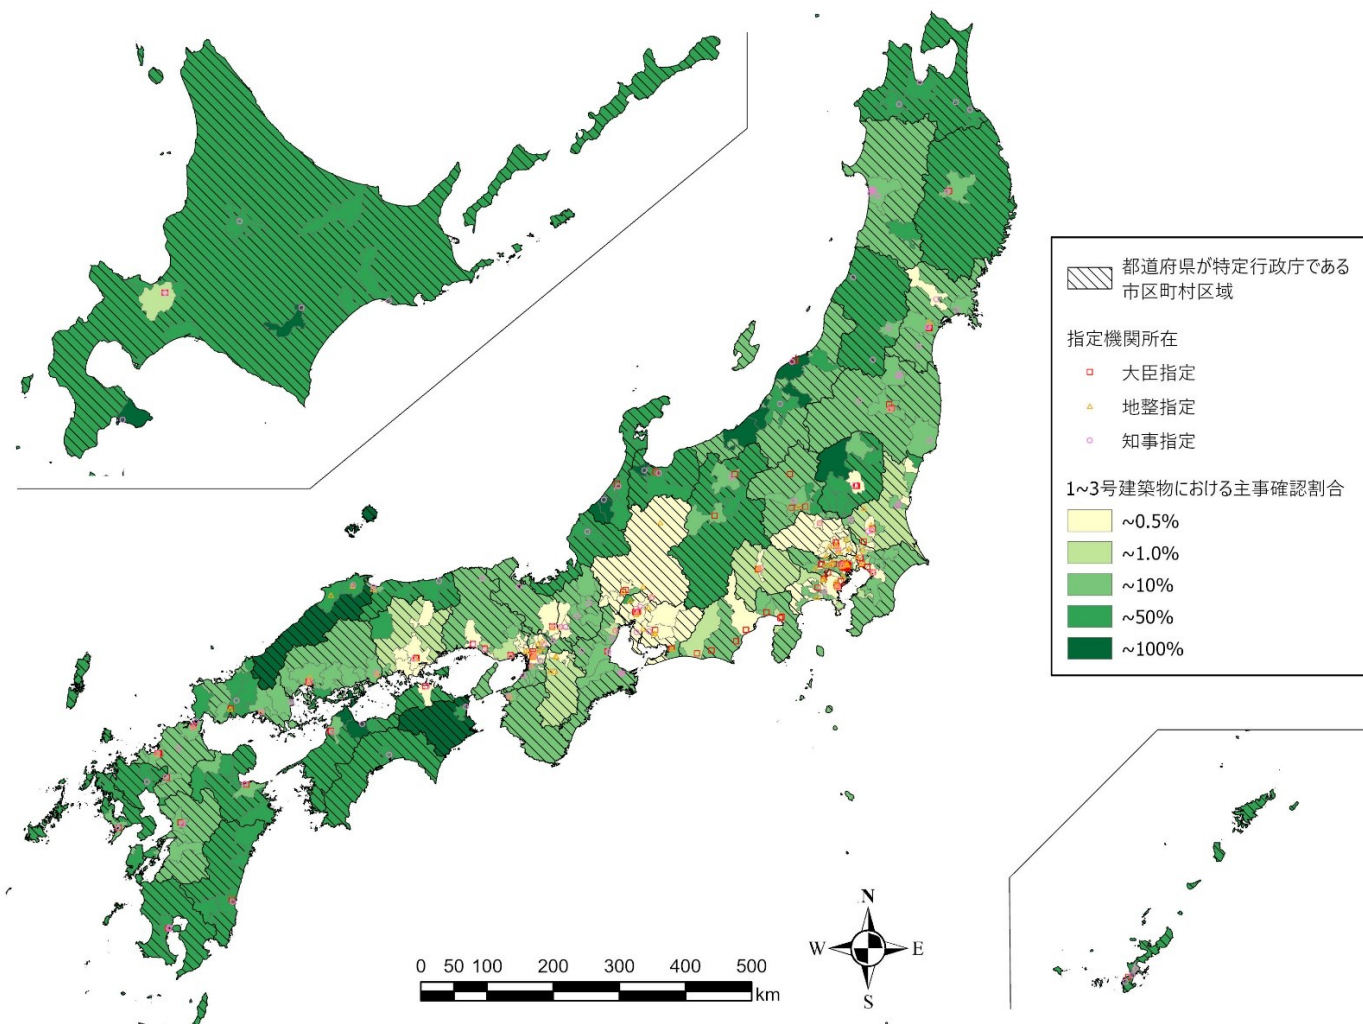 都道府県が特定行政庁である
市区町村区域
指定機関所在
大臣指定
地整指定
知事指定
1~3号建築物における主事確認割合
~0.5%
~1.0%
~10%
~50%
~100%
N
W
E
S
0 50 100 200 300 400 500
km